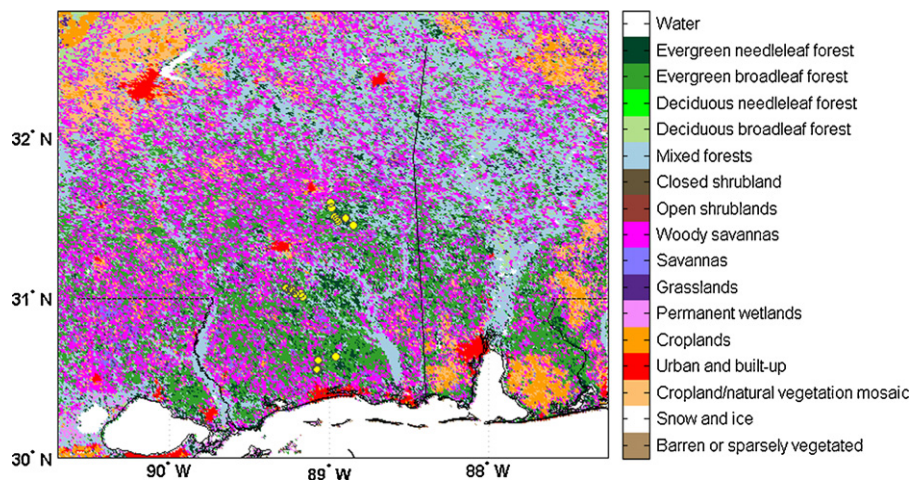 32° N
31° N
30° N
90° W
89° W
88° W
Water
Evergreen needleleaf forest
Evergreen broadleaf forest
Deciduous needleleaf forest
Deciduous broadleaf forest
Mixed forests
Closed shrubland
Open shrublands
Woody savannas
Savannas
Grasslands
Permanent wetlands
Croplands
Urban and built-up
Cropland/natural vegetation mosaic
Snow and ice
Barren or sparsely vegetated